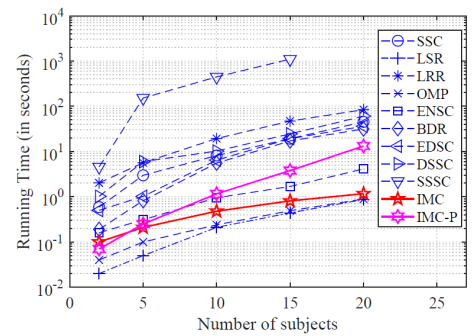 10^4
10^3
10^2
10^1
10^0
10^-1
10^-2
Running Time (in seconds)
0 5 10 15 20 25
Number of subjects
SSC
LSR
LRR
OMP
ENSC
BDR
EDSC
DSSC
SSSC
IMC
IMC-P